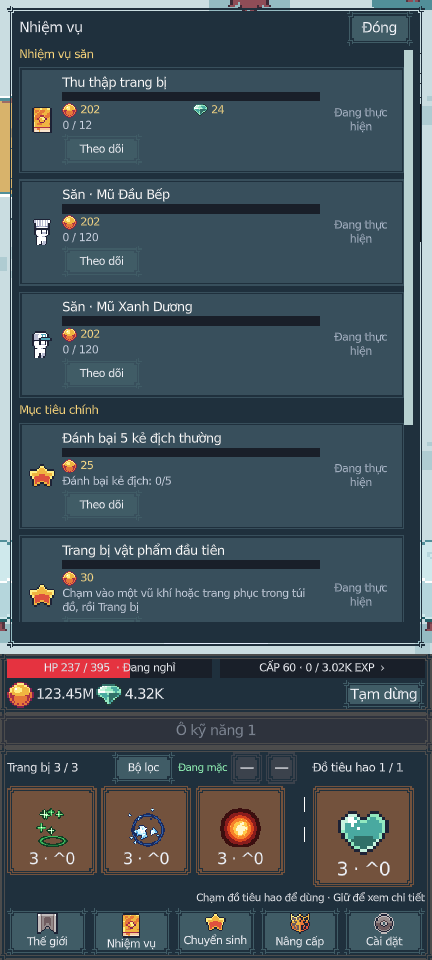 Nhiệm vụ
Đóng
Nhiệm vụ săn
Thu thập trang bị
202
24
0 / 12
Đang thực
hiện
Theo dõi
Săn · Mũ Đầu Bếp
202
0 / 120
Đang thực
hiện
Theo dõi
Săn · Mũ Xanh Dương
202
0 / 120
Đang thực
hiện
Theo dõi
Mục tiêu chính
Đánh bại 5 kẻ địch thường
25
Đánh bại kẻ địch: 0/5
Đang thực
hiện
Theo dõi
Trang bị vật phẩm đầu tiên
30
Chạm vào một vũ khí hoặc trang phục trong túi
đồ, rồi Trang bị
Đang thực
hiện
HP 237 / 395 · Đang nghỉ
CẤP 60 · 0 / 3.02K EXP ›
123.45M
4.32K
Tạm dừng
Ô kỹ năng 1
Trang bị 3 / 3
Bộ lọc
Đang mặc
—
—
Đồ tiêu hao 1 / 1
3 · ^0
3 · ^0
3 · ^0
3 · ^0
Chạm đồ tiêu hao để dùng · Giữ để xem chi tiết
Thế giới
Nhiệm vụ
Chuyển sinh
Nâng cấp
Cài đặt